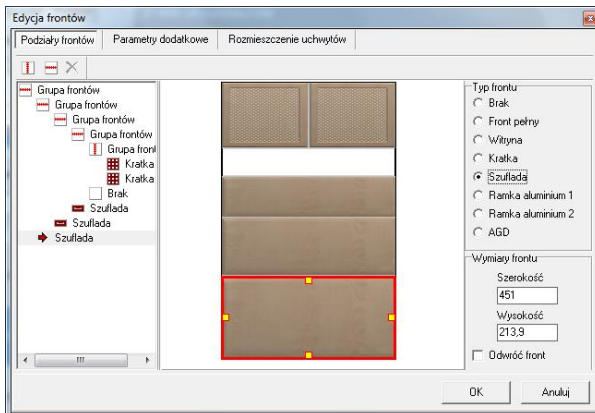 Edycja frontów
Podziały frontów Parametry dodatkowe Rozmieszczenie uchwytów
Grupa frontów
Grupa frontów
Grupa frontów
Grupa frontów
Grupa front
Kratka
Kratka
Brak
Szuflada
Szuflada
Szuflada
Typ frontu
Brak
Front pełny
Witryna
Kratka
Szuflada
Ramka aluminium 1
Ramka aluminium 2
AGD
Wymiary frontu
Szerokość
451
Wysokość
213,9
Odwróć front
OK Anuluj